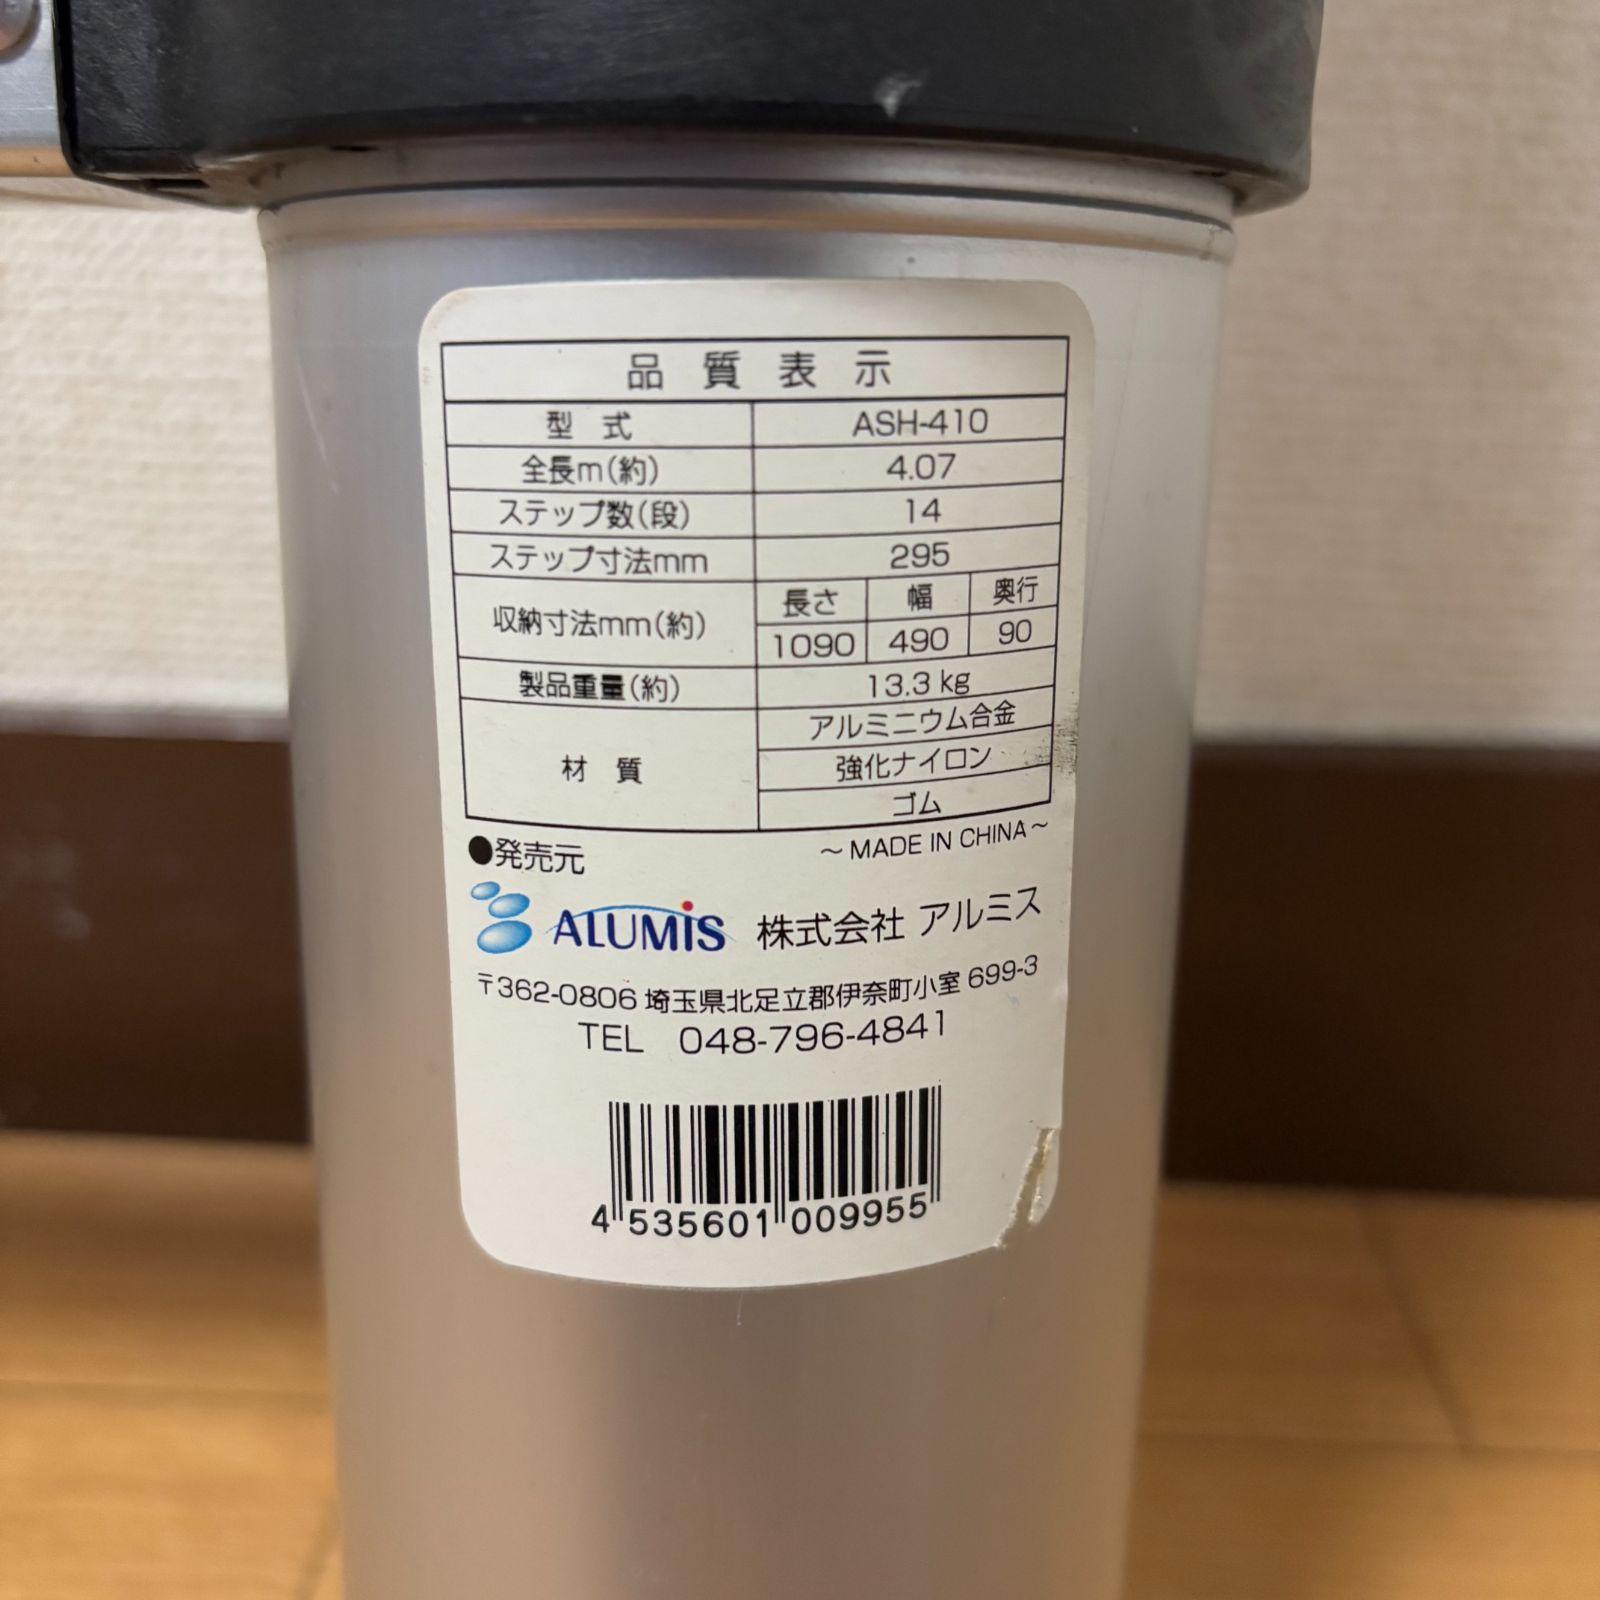 品質表示
型式 ASH-410
全長m(約) 4.07
ステップ数(段) 14
ステップ寸法mm 295
収納寸法mm(約) 長さ 幅 奥行
1090 490 90
製品重量(約) 13.3kg
材質 アルミニウム合金
強化ナイロン
ゴム
●発売元 ～MADE IN CHINA～
ALUMiS 株式会社 アルミス
〒362-0806 埼玉県北足立郡伊奈町小室 699-3
TEL 048-796-4841
4 535601 009955